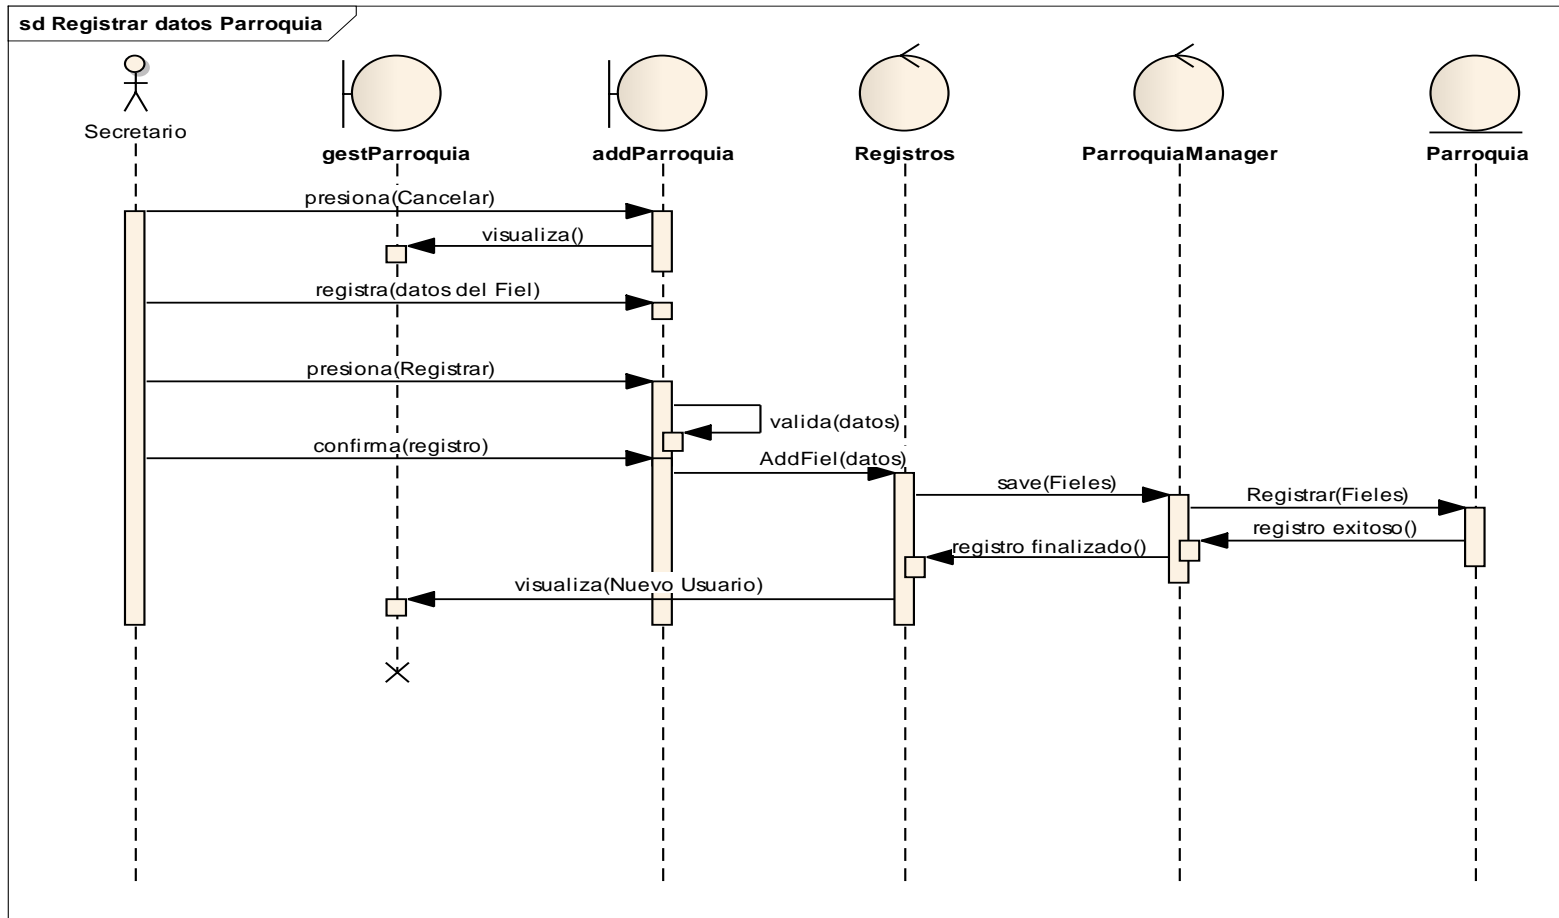 sd Registrar datos Parroquia
Secretario
gestParroquia
addParroquia
Registros
ParroquiaManager
Parroquia
presiona(Cancelar)
visualiza()
registra(datos del Fiel)
presiona(Registrar)
valida(datos)
confirma(registro)
AddFiel(datos)
save(Fieles)
Registrar(Fieles)
registro exitoso()
registro finalizado()
visualiza(Nuevo Usuario)